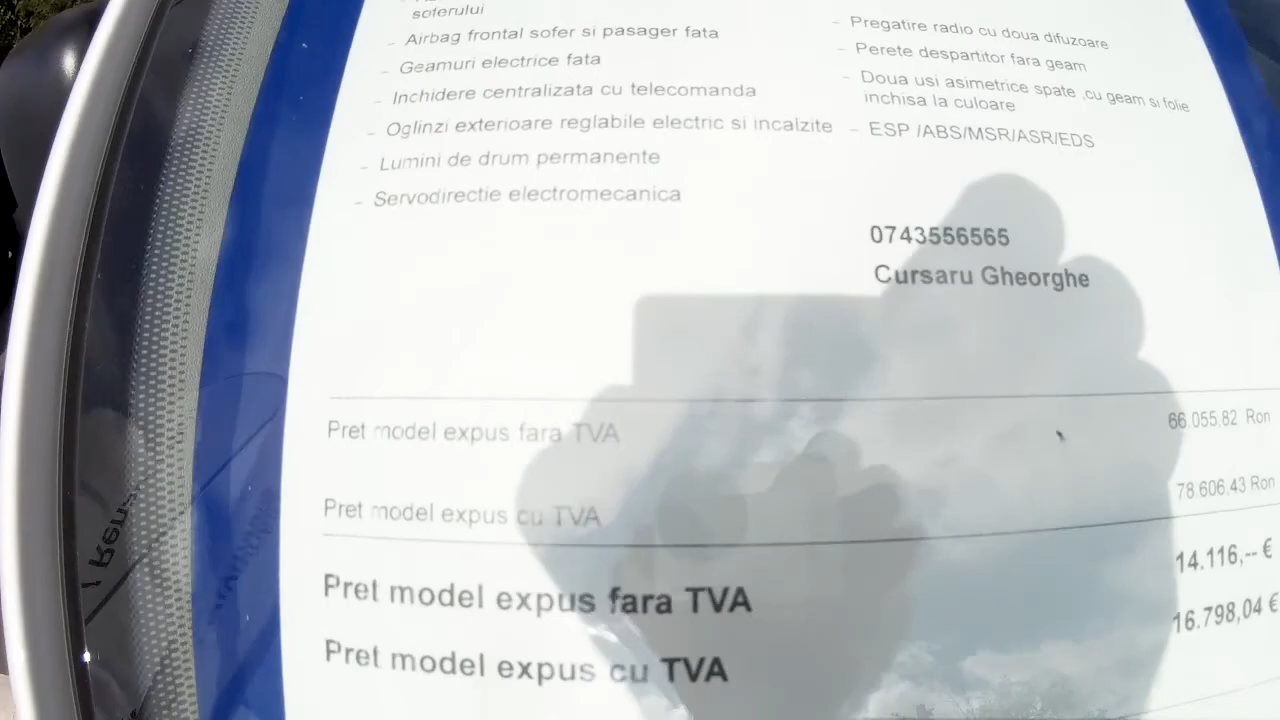 soferului
- Airbag frontal sofer si pasager fata
- Geamuri electrice fata
- Inchidere centralizata cu telecomanda
- Oglinzi exterioare reglabile electric si incalzite
- Lumini de drum permanente
- Servodirectie electromecanica
- Pregatire radio cu doua difuzoare
- Perete despartitor fara geam
- Doua usi asimetrice spate ,cu geam si folie
inchisa la culoare
- ESP /ABS/MSR/ASR/EDS
0743556565
Cursaru Gheorghe
Pret model expus fara TVA 66.055,82 Ron
Pret model expus cu TVA 78 606,43 Ron
Pret model expus fara TVA 14.116,-- €
Pret model expus cu TVA 16.798,04 €